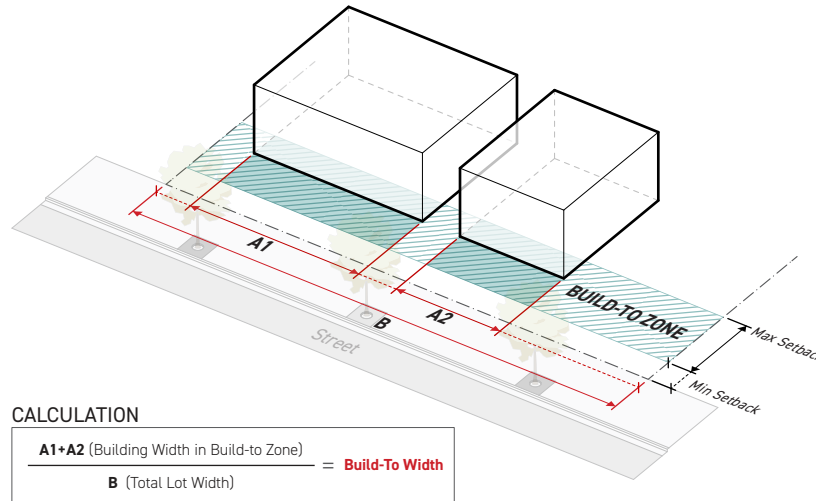 A1
A2
B
BUILD-TO ZONE
Max Setback
Min Setback
Street
CALCULATION
A1+A2 (Building Width in Build-to Zone)
B (Total Lot Width)
= Build-To Width